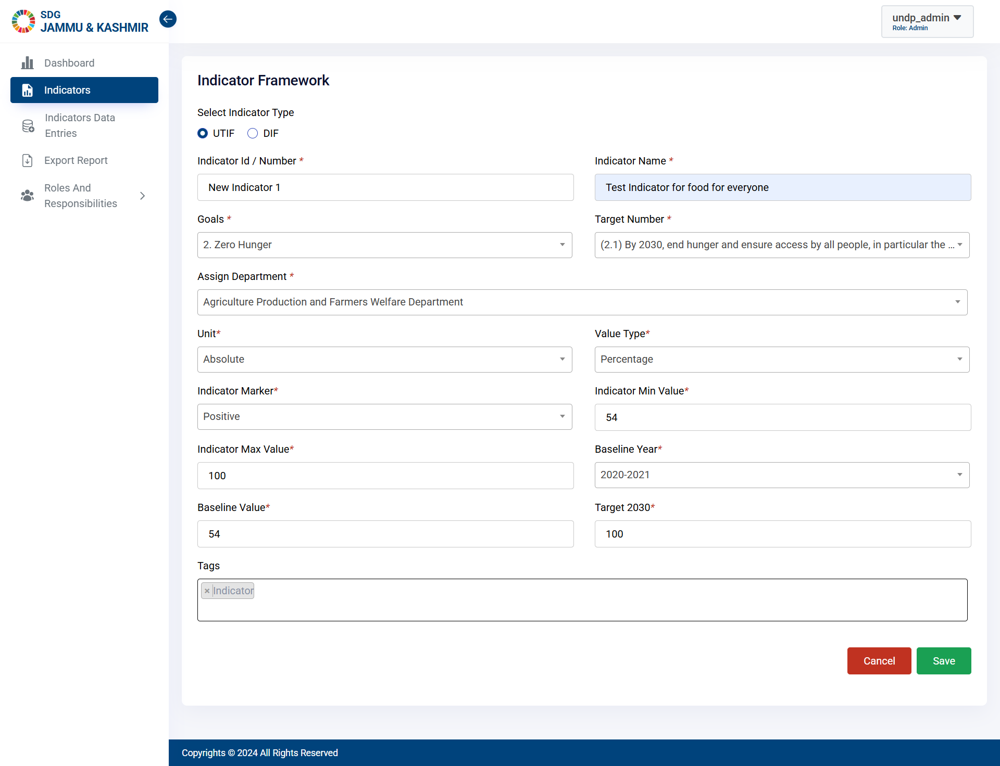 SDG
JAMMU & KASHMIR
undp_admin
Role: Admin
Dashboard
Indicators
Indicators Data
Entries
Export Report
Roles And
Responsibilities
Indicator Framework
Select Indicator Type
UTIF DIF
Indicator Id / Number * Indicator Name *
New Indicator 1 Test Indicator for food for everyone
Goals * Target Number *
2. Zero Hunger (2.1) By 2030, end hunger and ensure access by all people, in particular the ...
Assign Department *
Agriculture Production and Farmers Welfare Department
Unit* Value Type*
Absolute Percentage
Indicator Marker* Indicator Min Value*
Positive 54
Indicator Max Value* Baseline Year*
100 2020-2021
Baseline Value* Target 2030*
54 100
Tags
× Indicator
Cancel Save
Copyrights © 2024 All Rights Reserved